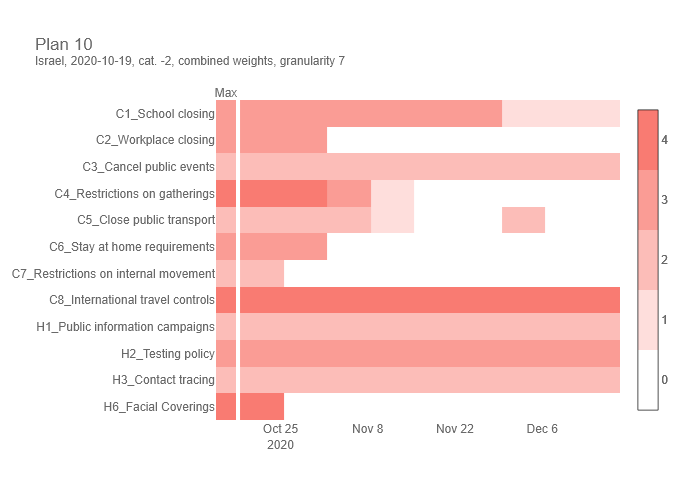 Plan 10
Israel, 2020-10-19, cat. -2, combined weights, granularity 7
Max
C1_School closing
C2_Workplace closing
C3_Cancel public events
C4_Restrictions on gatherings
C5_Close public transport
C6_Stay at home requirements
C7_Restrictions on internal movement
C8_International travel controls
H1_Public information campaigns
H2_Testing policy
H3_Contact tracing
H6_Facial Coverings
4
3
2
1
0
Oct 25 Nov 8 Nov 22 Dec 6
2020